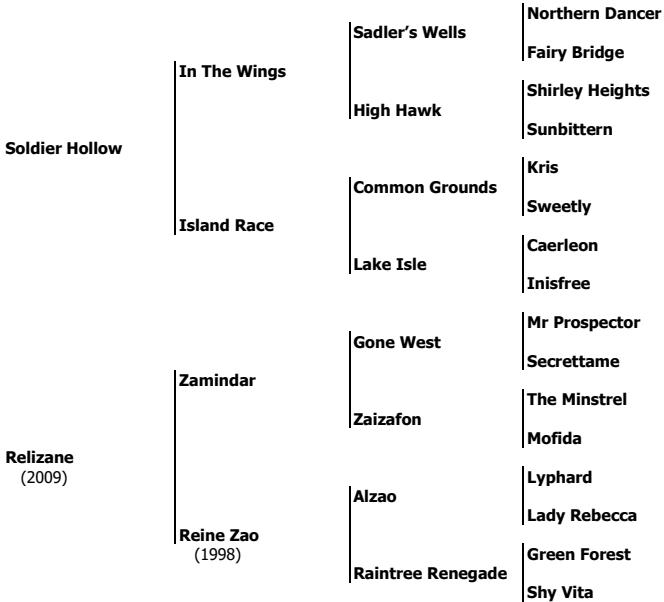 Northern Dancer
Sadler's Wells
Fairy Bridge
In The Wings
Shirley Heights
High Hawk
Sunbittern
Soldier Hollow
Kris
Common Grounds
Sweetly
Island Race
Caerleon
Lake Isle
Inisfree
Mr Prospector
Gone West
Secrettame
Zamindar
The Minstrel
Zaizafon
Mofida
Relizane
(2009)
Lyphard
Alzao
Lady Rebecca
Reine Zao
(1998)
Green Forest
Raintree Renegade
Shy Vita